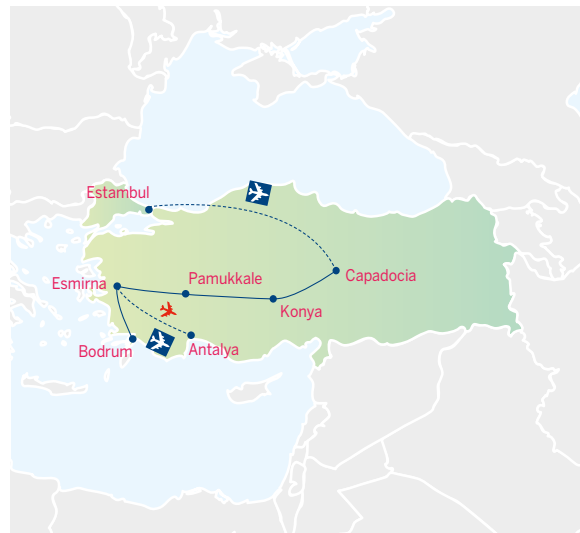 Estambul
Capadocia
Pamukkale
Esmirna
Konya
Antalya
Bodrum